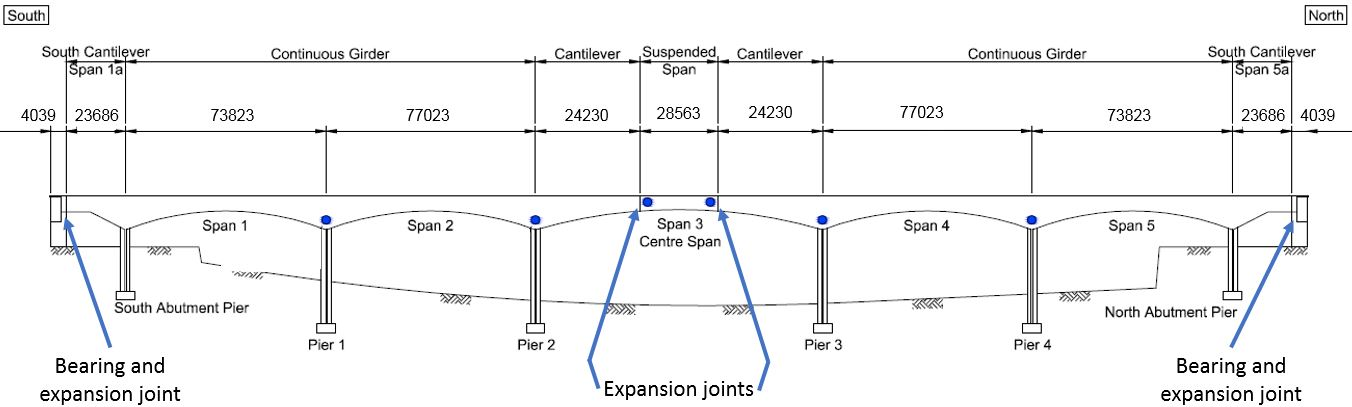 South
North
South Cantilever
Span 1a
Continuous Girder
Cantilever
Suspended
Span
Cantilever
Continuous Girder
South Cantilever
Span 5a
4039
23686
73823
77023
24230
28563
24230
77023
73823
23686
4039
Span 1
Span 2
Span 3
Centre Span
Span 4
Span 5
South Abutment Pier
North Abutment Pier
Pier 1
Pier 2
Pier 3
Pier 4
Bearing and
expansion joint
Expansion joints
Bearing and
expansion joint